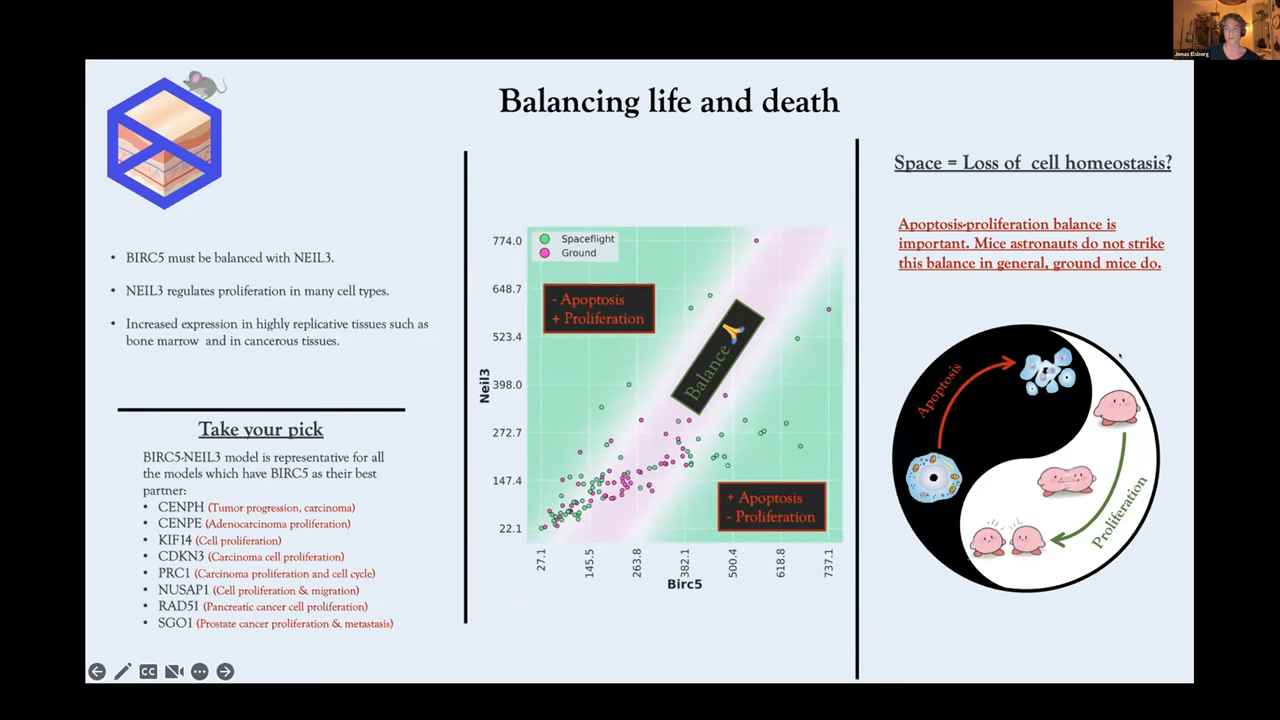 Jonas Elsborg
Balancing life and death
• BIRC5 must be balanced with NEIL3.
• NEIL3 regulates proliferation in many cell types.
• Increased expression in highly replicative tissues such as
bone marrow and in cancerous tissues.
Take your pick
BIRC5-NEIL3 model is representative for all
the models which have BIRC5 as their best
partner:
• CENPH (Tumor progression, carcinoma)
• CENPE (Adenocarcinoma proliferation)
• KIF14 (Cell proliferation)
• CDKN3 (Carcinoma cell proliferation)
• PRC1 (Carcinoma proliferation and cell cycle)
• NUSAP1 (Cell proliferation & migration)
• RAD51 (Pancreatic cancer cell proliferation)
• SGO1 (Prostate cancer proliferation & metastasis)
CC
Spaceflight
Ground
774.0
648.7
523.4
398.0
272.7
147.4
22.1
Neil3
- Apoptosis
+ Proliferation
Balance
+ Apoptosis
- Proliferation
27.1
145.5
263.8
382.1
500.4
618.8
737.1
Birc5
Space = Loss of cell homeostasis?
Apoptosis-proliferation balance is
important. Mice astronauts do not strike
this balance in general, ground mice do.
Apoptosis
Proliferation